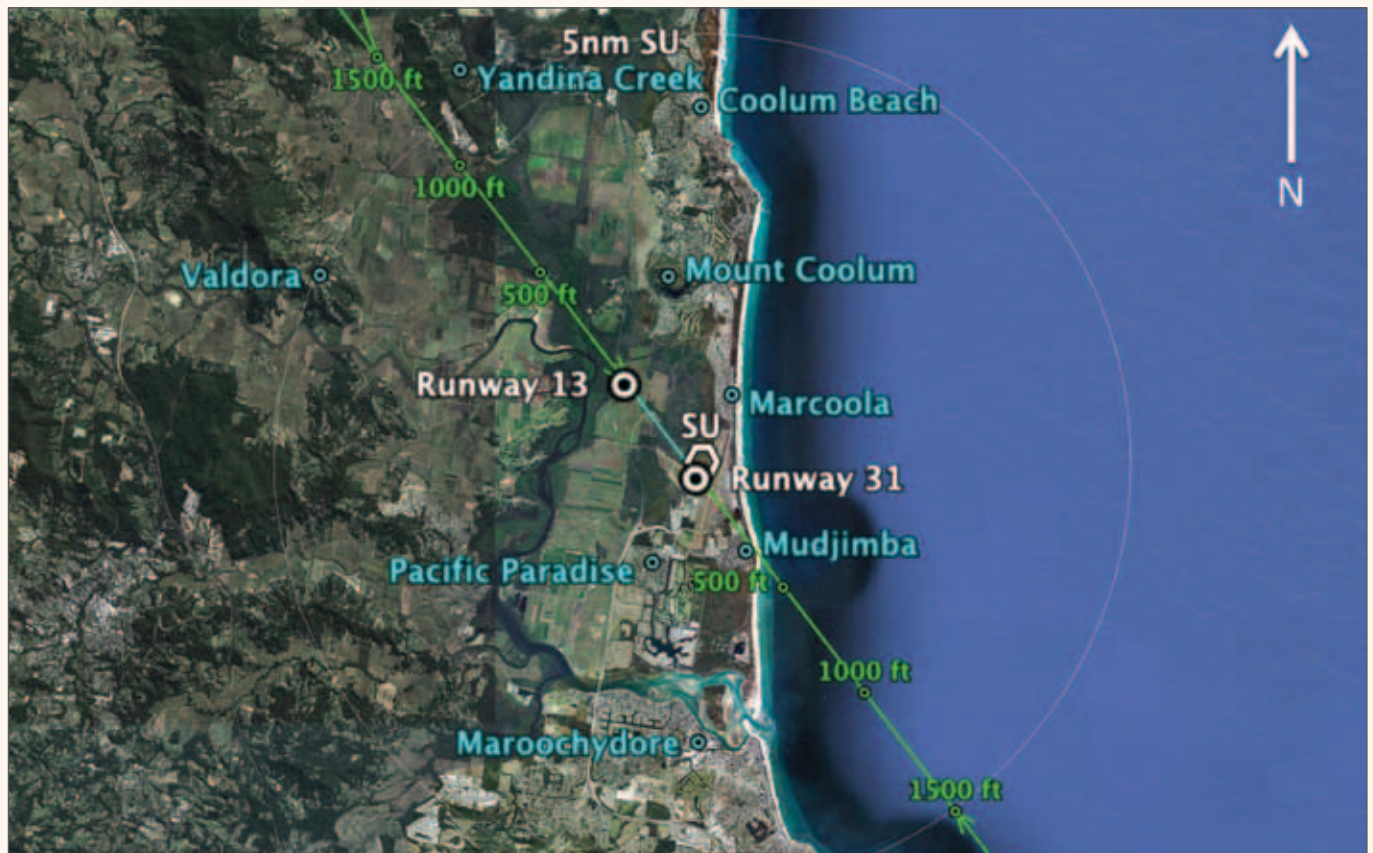 5nm SU
1500 ft
Yandina Creek
Coolum Beach
1000 ft
N
Valdora
Mount Coolum
500 ft
Runway 13
Marcoola
SU
Runway 31
Mudjimba
Pacific Paradise
500 ft
1000 ft
Maroochydore
1500 ft